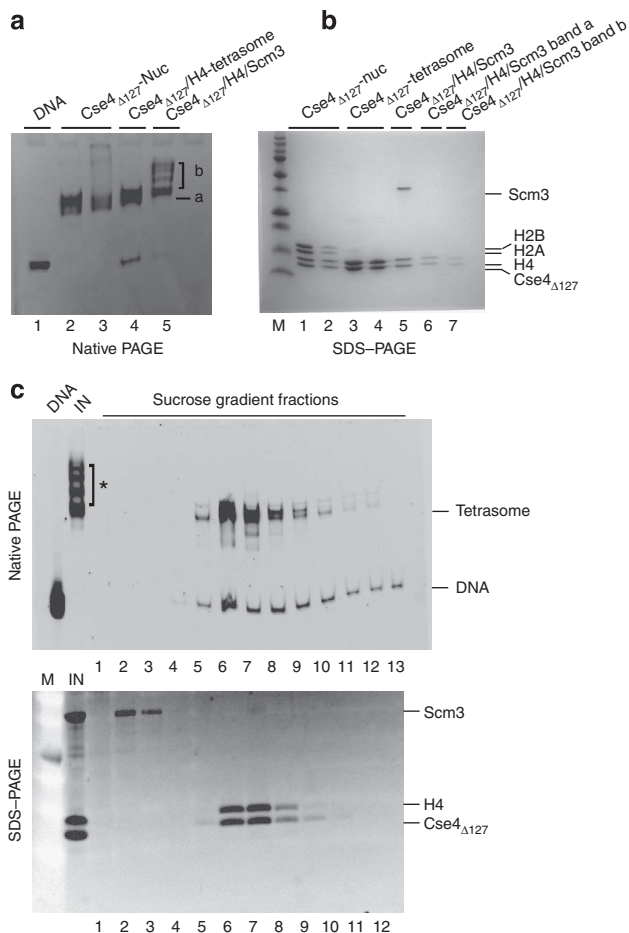 a
DNA
Cse4Δ127-Nuc
Cse4Δ127/H4-tetrasome
Cse4Δ127/H4/Scm3
b
a
1 2 3 4 5
Native PAGE
b
Cse4Δ127-nuc
Cse4Δ127-tetrasome
Cse4Δ127/H4/Scm3
Cse4Δ127/H4/Scm3 band a
Cse4Δ127/H4/Scm3 band b
Scm3
H2B
H2A
H4
Cse4Δ127
M 1 2 3 4 5 6 7
SDS–PAGE
c
DNA
IN
Sucrose gradient fractions
*
Native PAGE
Tetrasome
DNA
1 2 3 4 5 6 7 8 9 10 11 12 13
M IN
SDS–PAGE
Scm3
H4
Cse4Δ127
1 2 3 4 5 6 7 8 9 10 11 12